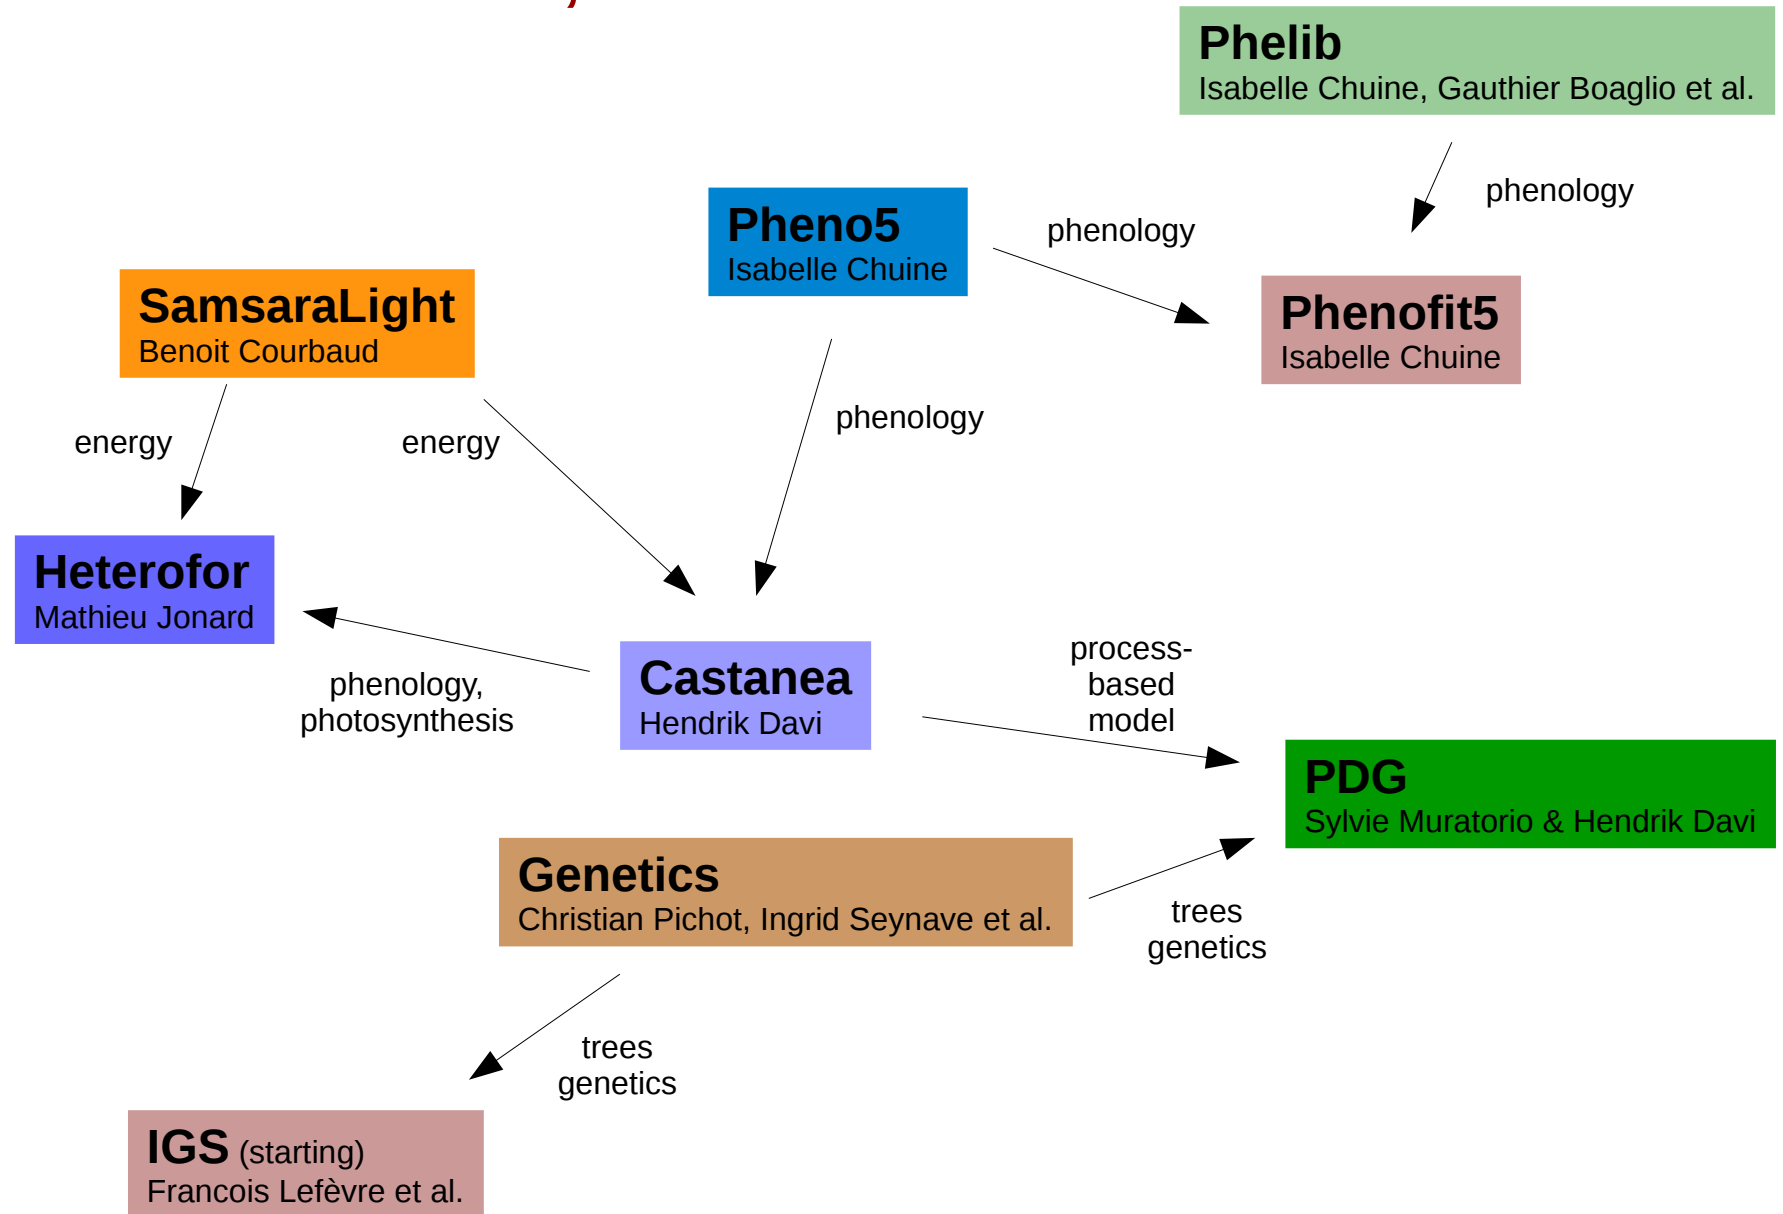 Phelib
Isabelle Chuine, Gauthier Boaglio et al.
phenology
Pheno5
Isabelle Chuine
phenology
SamsaraLight
Benoit Courbaud
Phenofit5
Isabelle Chuine
phenology
energy
energy
Heterofor
Mathieu Jonard
phenology,
photosynthesis
Castanea
Hendrik Davi
process-
based
model
PDG
Sylvie Muratorio & Hendrik Davi
Genetics
Christian Pichot, Ingrid Seynave et al.
trees
genetics
trees
genetics
IGS (starting)
Francois Lefèvre et al.